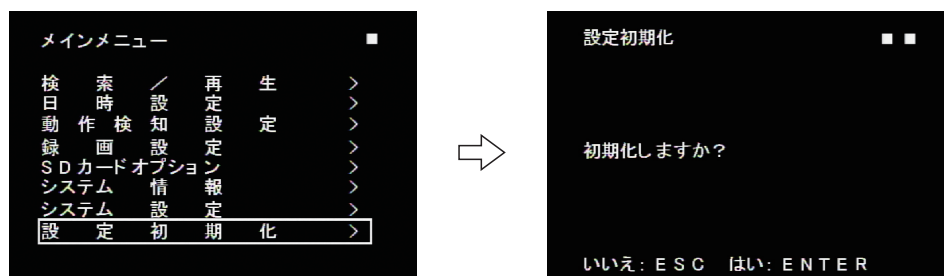 メインメニュー
検索／再生 >
日時設定 >
動作検知設定 >
録画設定 >
SDカードオプション >
システム情報 >
システム設定 >
設定初期化 >
設定初期化
初期化しますか？
いいえ：ESC　はい：ENTER